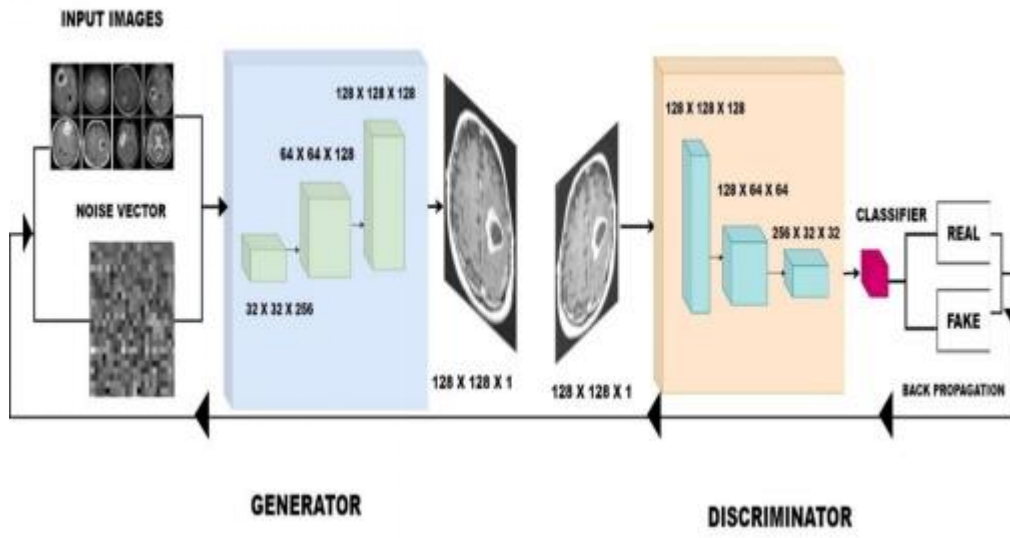 INPUT IMAGES
NOISE VECTOR
128 X 128 X 128
64 X 64 X 128
32 X 32 X 256
128 X 128 X 1
128 X 128 X 1
128 X 128 X 128
128 X 64 X 64
256 X 32 X 32
CLASSIFIER
REAL
FAKE
BACK PROPAGATION
GENERATOR
DISCRIMINATOR